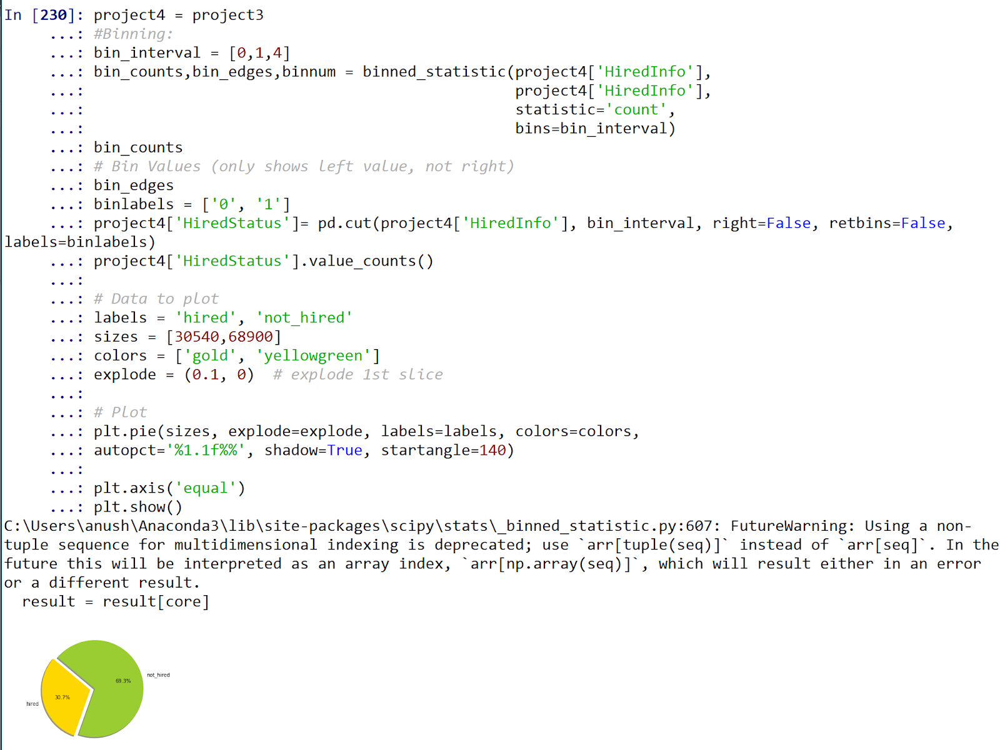 In [230]: project4 = project3
     ...: #Binning:
     ...: bin_interval = [0,1,4]
     ...: bin_counts,bin_edges,binnum = binned_statistic(project4['HiredInfo'],
     ...:                                                project4['HiredInfo'],
     ...:                                                statistic='count',
     ...:                                                bins=bin_interval)
     ...: bin_counts
     ...: # Bin Values (only shows left value, not right)
     ...: bin_edges
     ...: binlabels = ['0', '1']
     ...: project4['HiredStatus']= pd.cut(project4['HiredInfo'], bin_interval, right=False, retbins=False,
labels=binlabels)
     ...: project4['HiredStatus'].value_counts()
     ...:
     ...: # Data to plot
     ...: labels = 'hired', 'not_hired'
     ...: sizes = [30540,68900]
     ...: colors = ['gold', 'yellowgreen']
     ...: explode = (0.1, 0)  # explode 1st slice
     ...:
     ...: # Plot
     ...: plt.pie(sizes, explode=explode, labels=labels, colors=colors,
     ...: autopct='%1.1f%%', shadow=True, startangle=140)
     ...:
     ...: plt.axis('equal')
     ...: plt.show()
C:\Users\anush\Anaconda3\lib\site-packages\scipy\stats\_binned_statistic.py:607: FutureWarning: Using a non-
tuple sequence for multidimensional indexing is deprecated; use `arr[tuple(seq)]` instead of `arr[seq]`. In the
future this will be interpreted as an array index, `arr[np.array(seq)]`, which will result either in an error
or a different result.
  result = result[core]
not_hired
69.3%
30.7%
hired